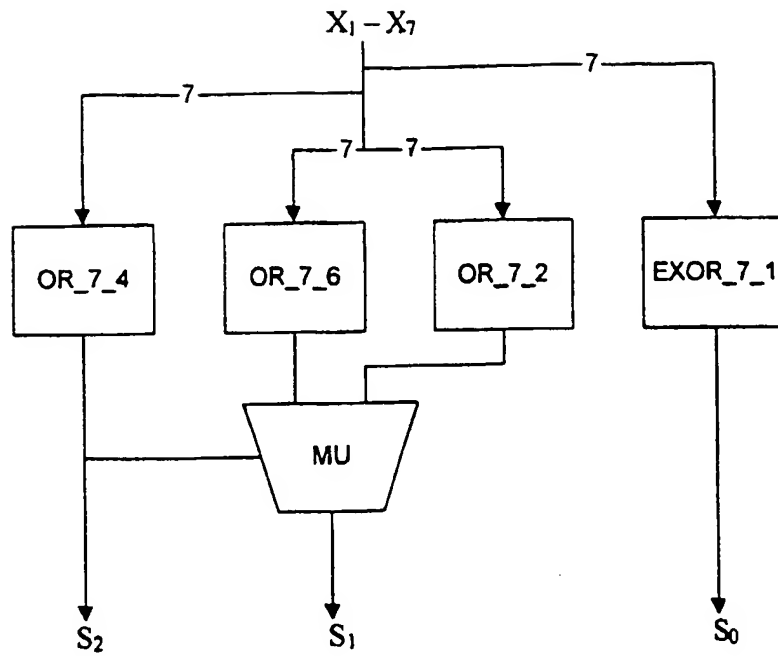 X₁ – X₇
7
7
7 7
OR_7_4
OR_7_6
OR_7_2
EXOR_7_1
MU
S₂
S₁
S₀